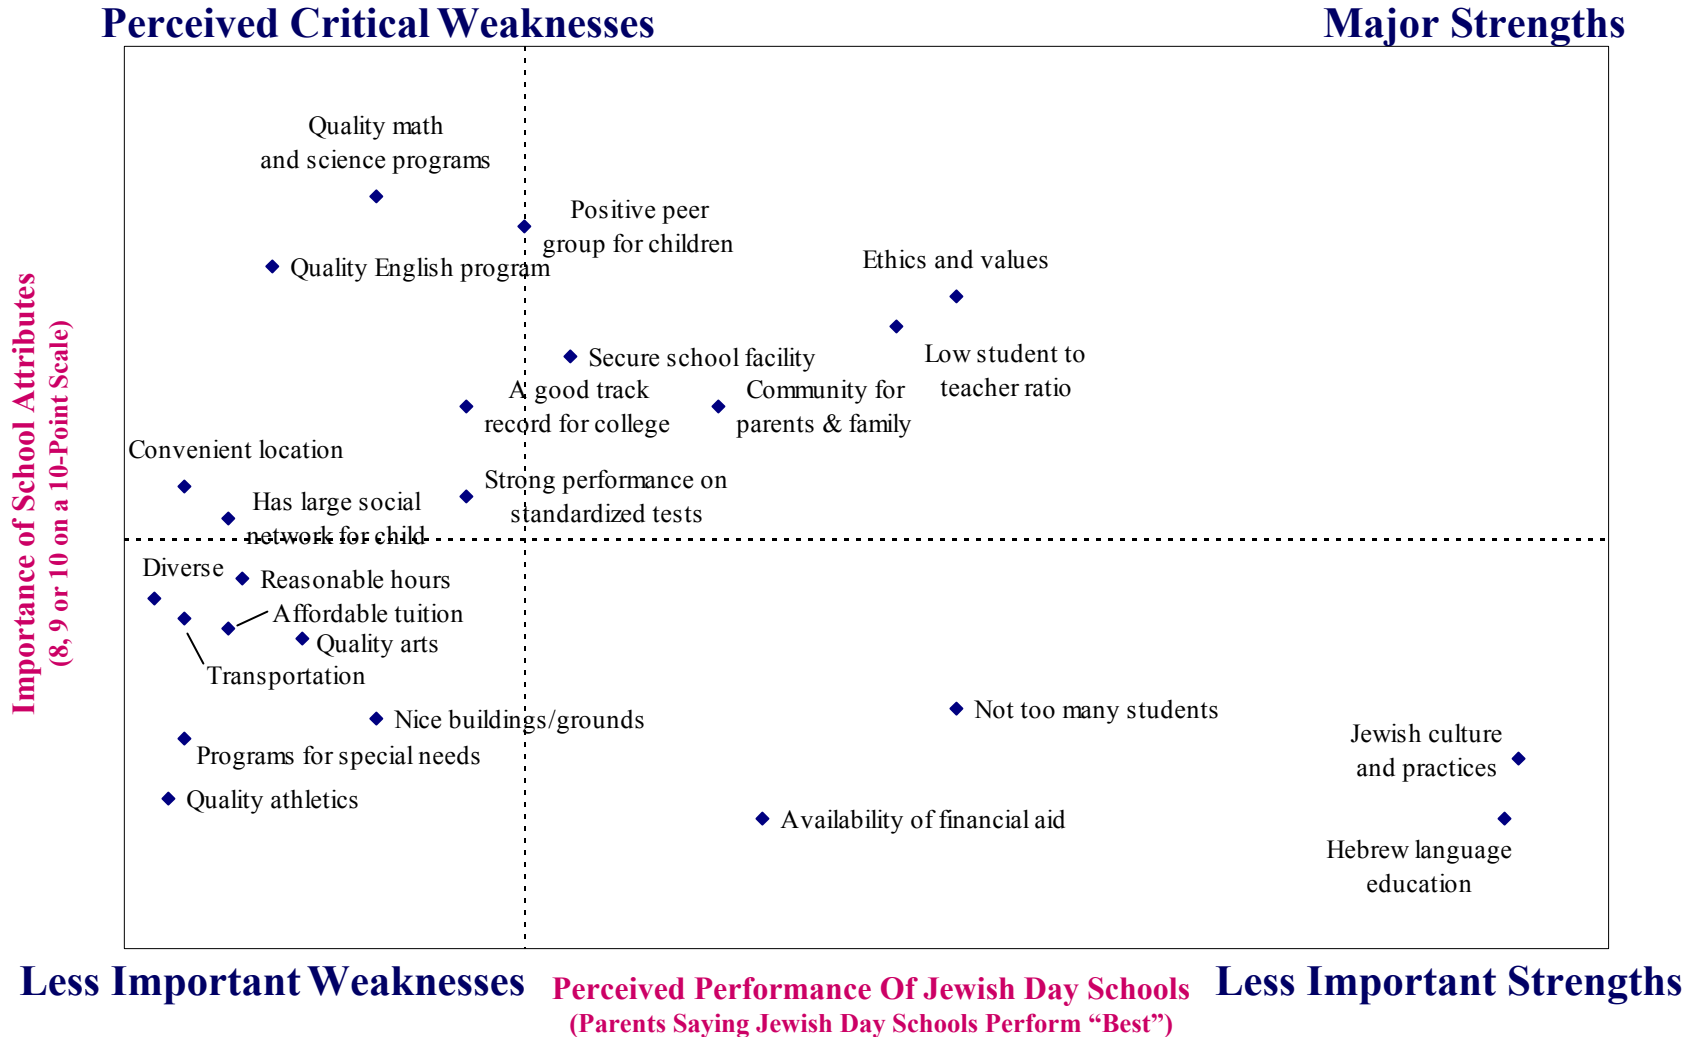 Perceived Critical Weaknesses
Major Strengths
Quality math
and science programs
Positive peer
group for children
Quality English program
Ethics and values
Low student to
teacher ratio
Secure school facility
A good track
record for college
Community for
parents & family
Convenient location
Strong performance on
standardized tests
Has large social
network for child
Diverse
Reasonable hours
Affordable tuition
Quality arts
Transportation
Nice buildings/grounds
Not too many students
Programs for special needs
Jewish culture
and practices
Quality athletics
Availability of financial aid
Hebrew language
education
Importance of School Attributes
(8, 9 or 10 on a 10-Point Scale)
Less Important Weaknesses
Perceived Performance Of Jewish Day Schools
(Parents Saying Jewish Day Schools Perform “Best”)
Less Important Strengths